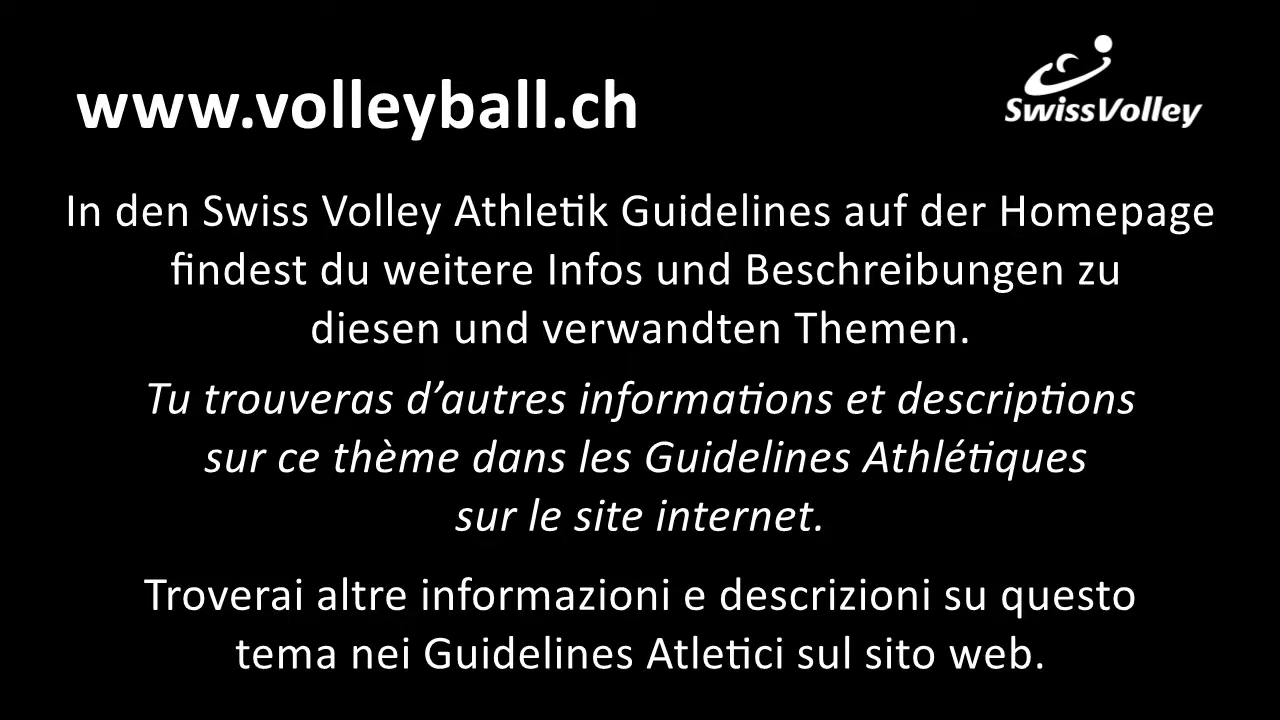 www.volleyball.ch
SwissVolley
In den Swiss Volley Athletik Guidelines auf der Homepage
findest du weitere Infos und Beschreibungen zu
diesen und verwandten Themen.
Tu trouveras d’autres informations et descriptions
sur ce thème dans les Guidelines Athlétiques
sur le site internet.
Troverai altre informazioni e descrizioni su questo
tema nei Guidelines Atletici sul sito web.